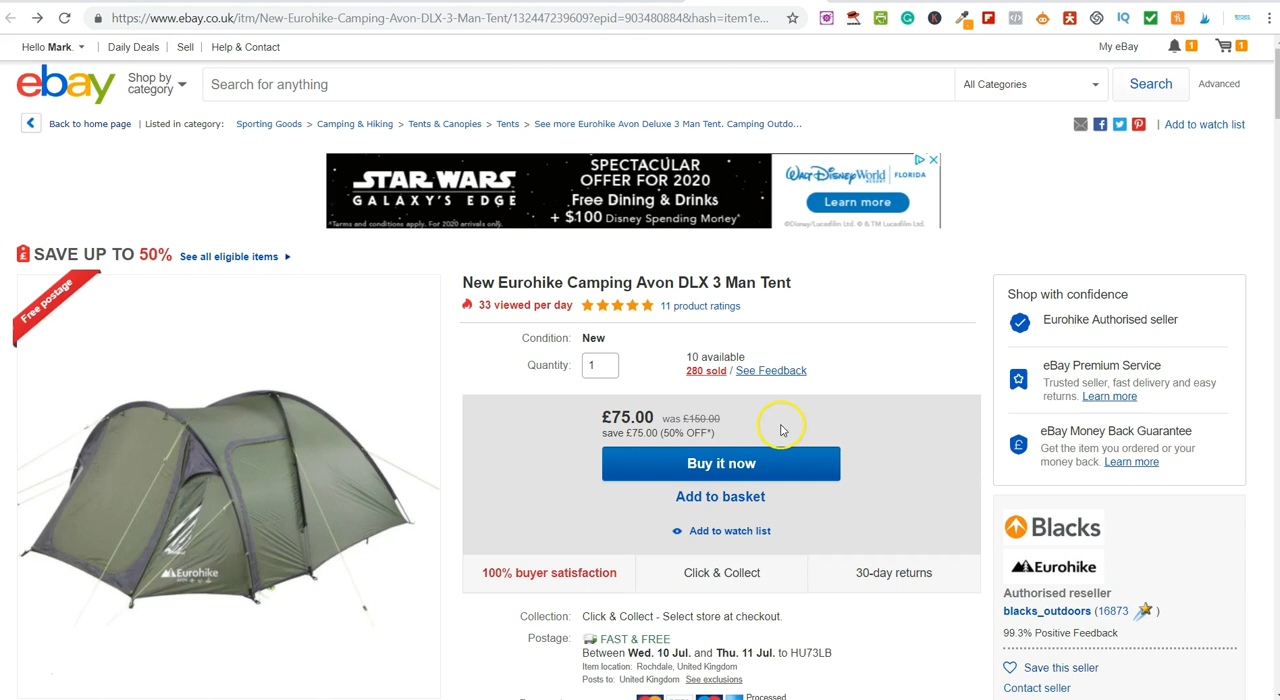 https://www.ebay.co.uk/itm/New-Eurohike-Camping-Avon-DLX-3-Man-Tent/132447239609?epid=9034808848&hash=item1e...
Hello Mark. | Daily Deals | Sell | Help & Contact
My eBay 1 1
ebay
Shop by category
Search for anything
All Categories
Search
Advanced
Back to home page | Listed in category: Sporting Goods > Camping & Hiking > Tents & Canopies > Tents > See more Eurohike Avon Deluxe 3 Man Tent. Camping Outdo...
| Add to watch list
STAR WARS
GALAXY'S EDGE
*Terms and conditions apply. For 2020 arrivals only.
SPECTACULAR
OFFER FOR 2020
Free Dining & Drinks
+ $100 Disney Spending Money*
Walt Disney World | FLORIDA
Learn more
©Disney/Lucasfilm Ltd. © & TM Lucasfilm Ltd.
SAVE UP TO 50% See all eligible items
Free postage
Eurohike
New Eurohike Camping Avon DLX 3 Man Tent
33 viewed per day 11 product ratings
Condition: New
Quantity: 1
10 available
280 sold / See Feedback
£75.00 was £150.00
save £75.00 (50% OFF*)
Buy it now
Add to basket
Add to watch list
100% buyer satisfaction
Click & Collect
30-day returns
Collection: Click & Collect - Select store at checkout.
Postage: FAST & FREE
Between Wed. 10 Jul. and Thu. 11 Jul. to HU73LB
Item location: Rochdale, United Kingdom
Posts to: United Kingdom See exclusions
Processed
Shop with confidence
Eurohike Authorised seller
eBay Premium Service
Trusted seller, fast delivery and easy
returns. Learn more
eBay Money Back Guarantee
Get the item you ordered or your
money back. Learn more
Blacks
Eurohike
Authorised reseller
blacks_outdoors (16873 )
99.3% Positive Feedback
Save this seller
Contact seller